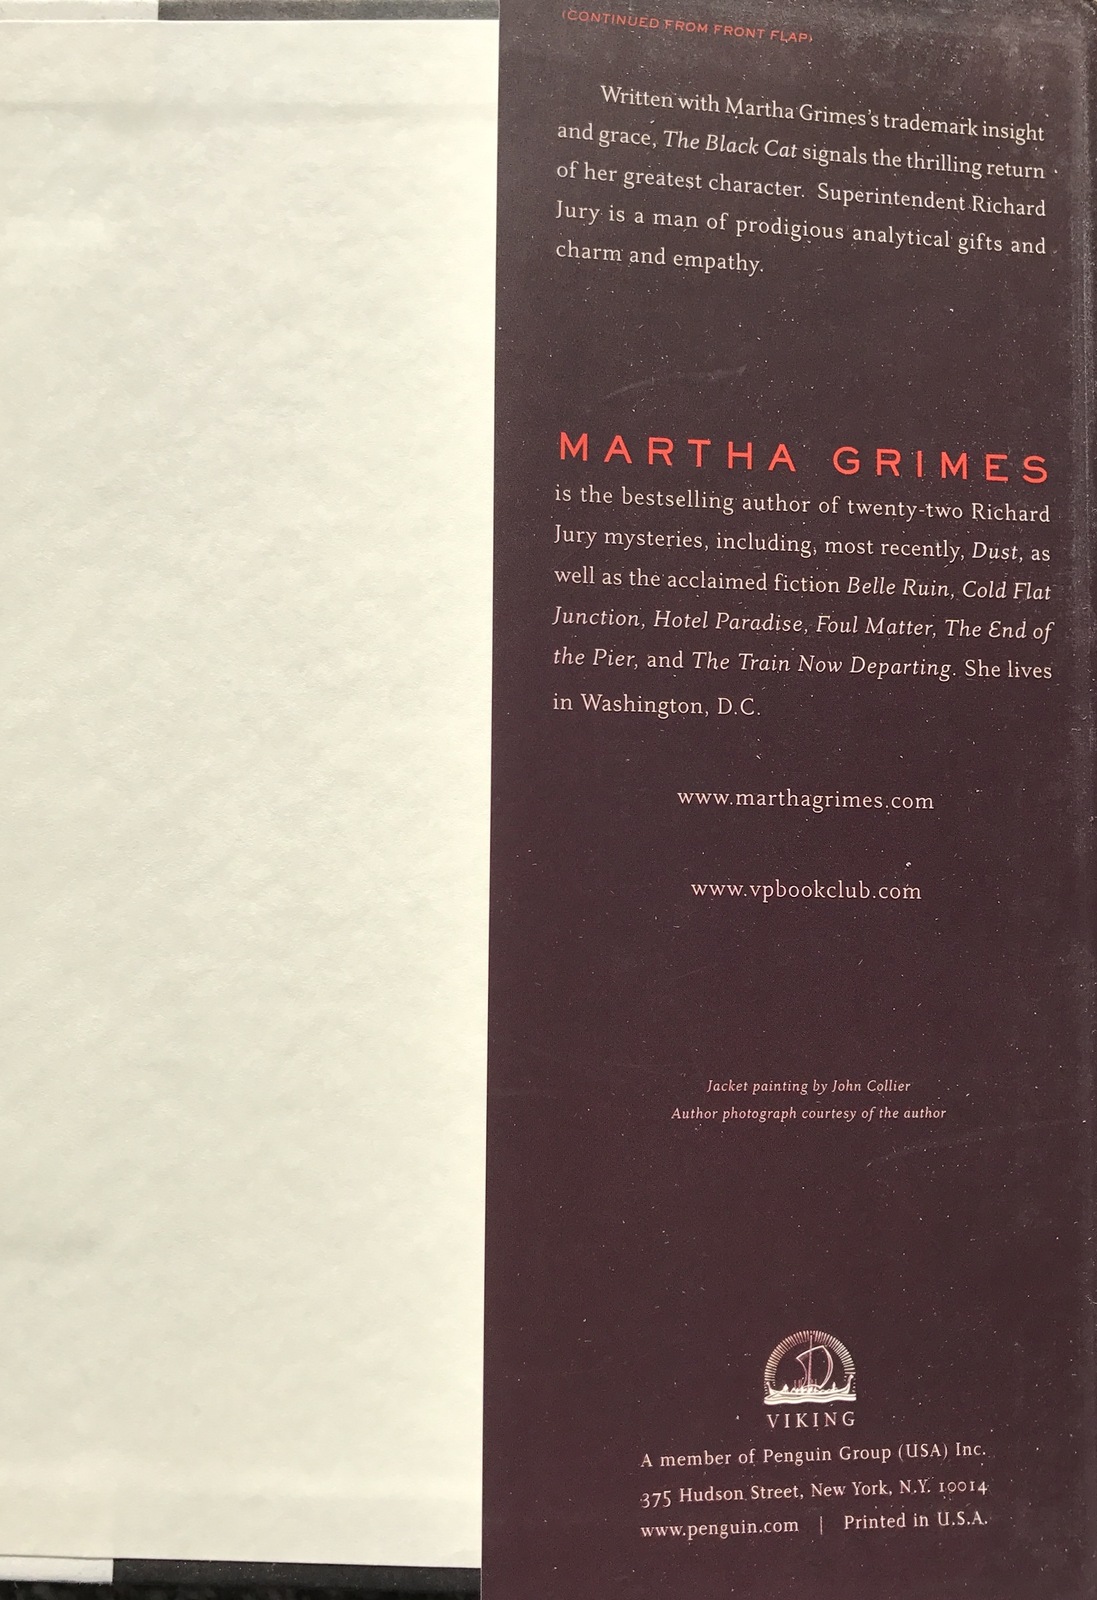 (CONTINUED FROM FRONT FLAP)
Written with Martha Grimes's trademark insight
and grace, The Black Cat signals the thrilling return
of her greatest character. Superintendent Richard
Jury is a man of prodigious analytical gifts and
charm and empathy.
MARTHA GRIMES
is the bestselling author of twenty-two Richard
Jury mysteries, including, most recently, Dust, as
well as the acclaimed fiction Belle Ruin, Cold Flat
Junction, Hotel Paradise, Foul Matter, The End of
the Pier, and The Train Now Departing. She lives
in Washington, D.C.
www.marthagrimes.com
www.vpbookclub.com
Jacket painting by John Collier
Author photograph courtesy of the author
VIKING
A member of Penguin Group (USA) Inc.
375 Hudson Street, New York, N.Y. 10014
www.penguin.com | Printed in U.S.A.